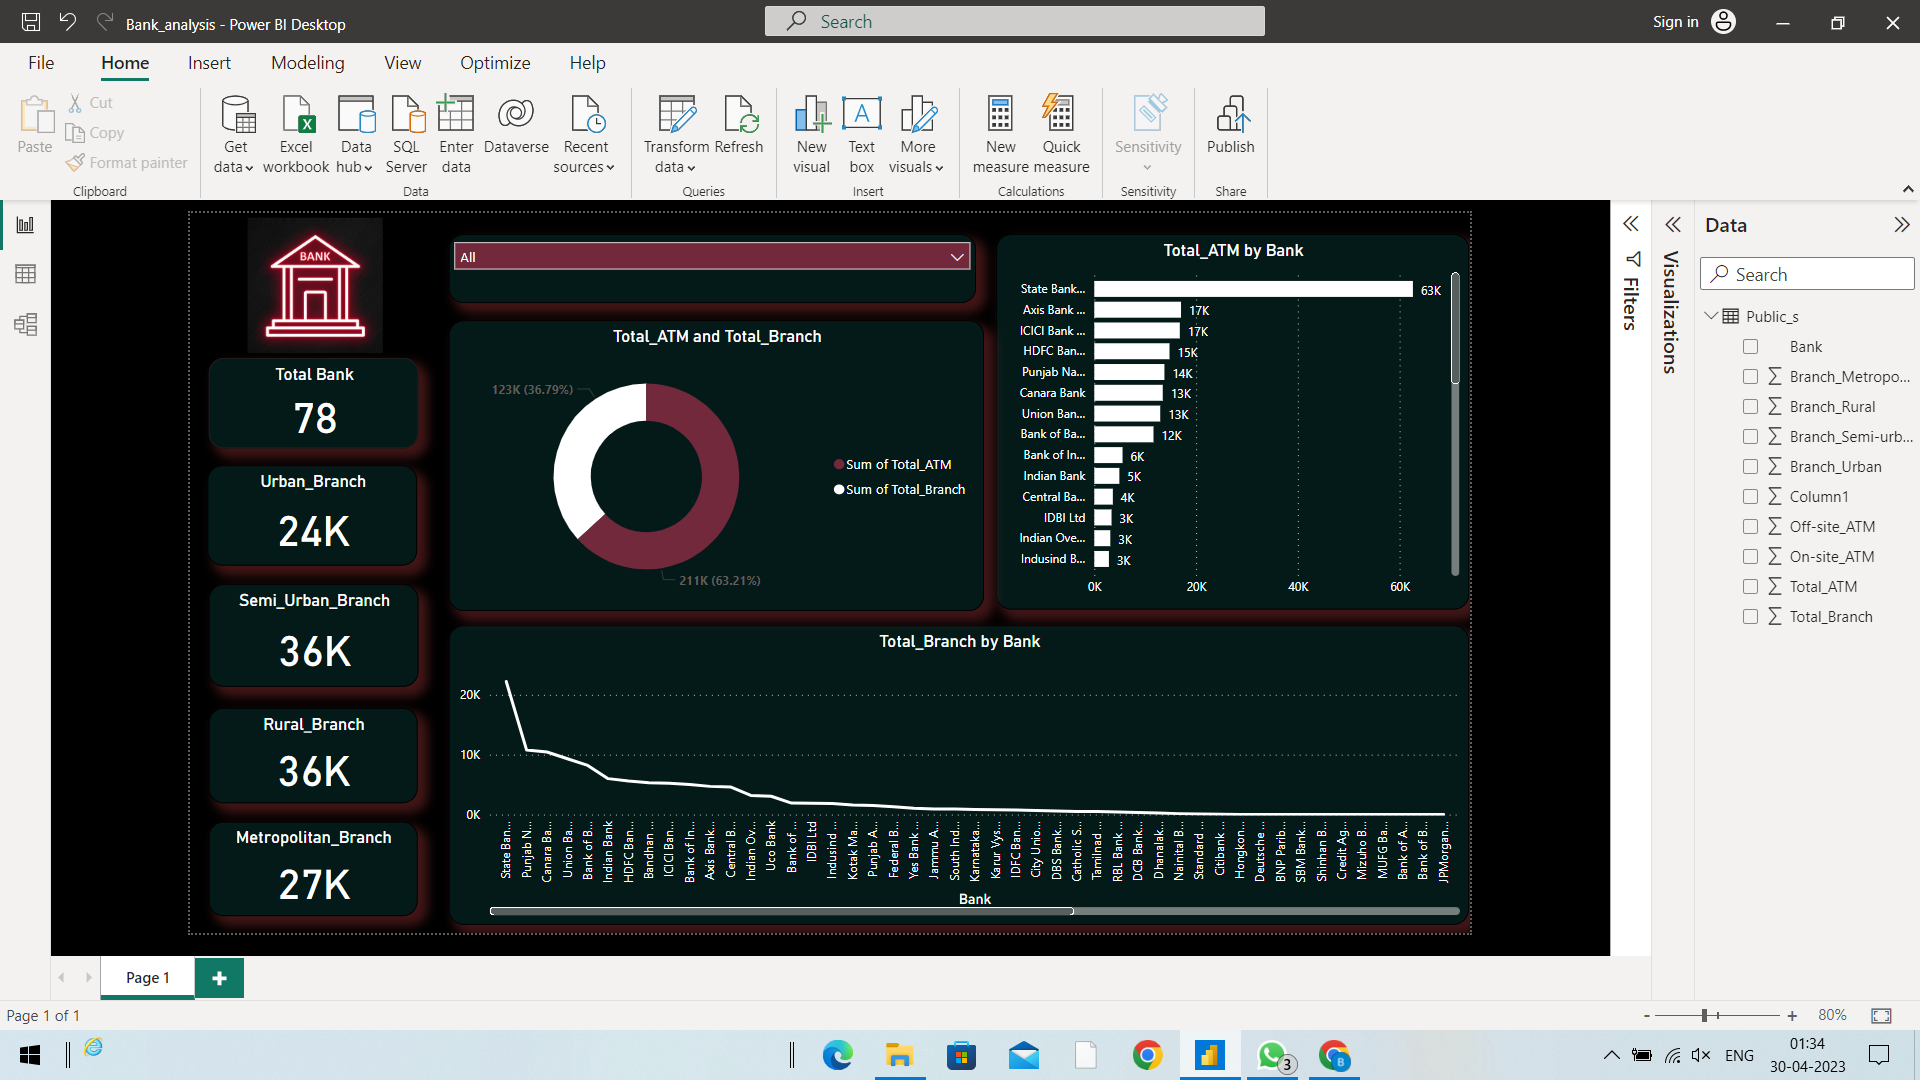 Bank_analysis - Power BI Desktop
Search
Sign in
File
Home
Insert
Modeling
View
Optimize
Help
Paste
Cut
Copy
Format painter
Clipboard
Get data
Excel workbook
Data hub
SQL Server
Enter data
Dataverse
Recent sources
Data
Transform data
Refresh
Queries
New visual
Text box
More visuals
Insert
New measure
Quick measure
Calculations
Sensitivity
Sensitivity
Publish
Share
BANK
Total Bank
78
Urban_Branch
24K
Semi_Urban_Branch
36K
Rural_Branch
36K
Metropolitan_Branch
27K
All
Total_ATM and Total_Branch
123K (36.79%)
211K (63.21%)
Sum of Total_ATM
Sum of Total_Branch
Total_ATM by Bank
State Bank... 63K
Axis Bank ... 17K
ICICI Bank ... 17K
HDFC Ban... 15K
Punjab Na... 14K
Canara Bank 13K
Union Ban... 13K
Bank of Ba... 12K
Bank of In... 6K
Indian Bank 5K
Central Ba... 4K
IDBI Ltd 3K
Indian Ove... 3K
Indusind B... 3K
0K 20K 40K 60K
Total_Branch by Bank
20K
10K
0K
State Ban...
Punjab N...
Canara Ba...
Union Ba...
Bank of B...
Indian Bank
HDFC Ban...
Bandhan ...
ICICI Ban...
Bank of In...
Axis Bank...
Central B...
Indian Ov...
Uco Bank
Bank of ...
IDBI Ltd
Indusind ...
Kotak Ma...
Punjab A...
Federal B...
Yes Bank ...
Jammu A...
South Ind...
Karnataka...
Karur Vys...
IDFC Ban...
City Unio...
DBS Bank...
Catholic S...
Tamilnad ...
RBL Bank ...
DCB Bank...
Dhanalak...
Nainital B...
Standard ...
Citibank ...
Hongkon...
Deutsche...
BNP Parib...
SBM Bank...
Shinhan B...
Credit Ag...
Mizuho B...
MUFG Ba...
Bank of A...
Bank of B...
JPMorgan...
Bank
Filters
Visualizations
Data
Search
Public_s
Bank
Branch_Metropo...
Branch_Rural
Branch_Semi-urb...
Branch_Urban
Column1
Off-site_ATM
On-site_ATM
Total_ATM
Total_Branch
Page 1
Page 1 of 1
- + 80%
3
B
ENG
01:34
30-04-2023